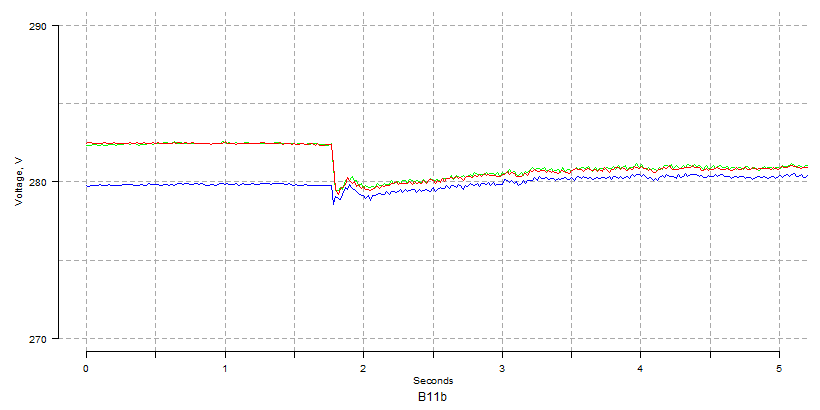 290
280
270
Voltage, V
0 1 2 3 4 5
Seconds
B11b